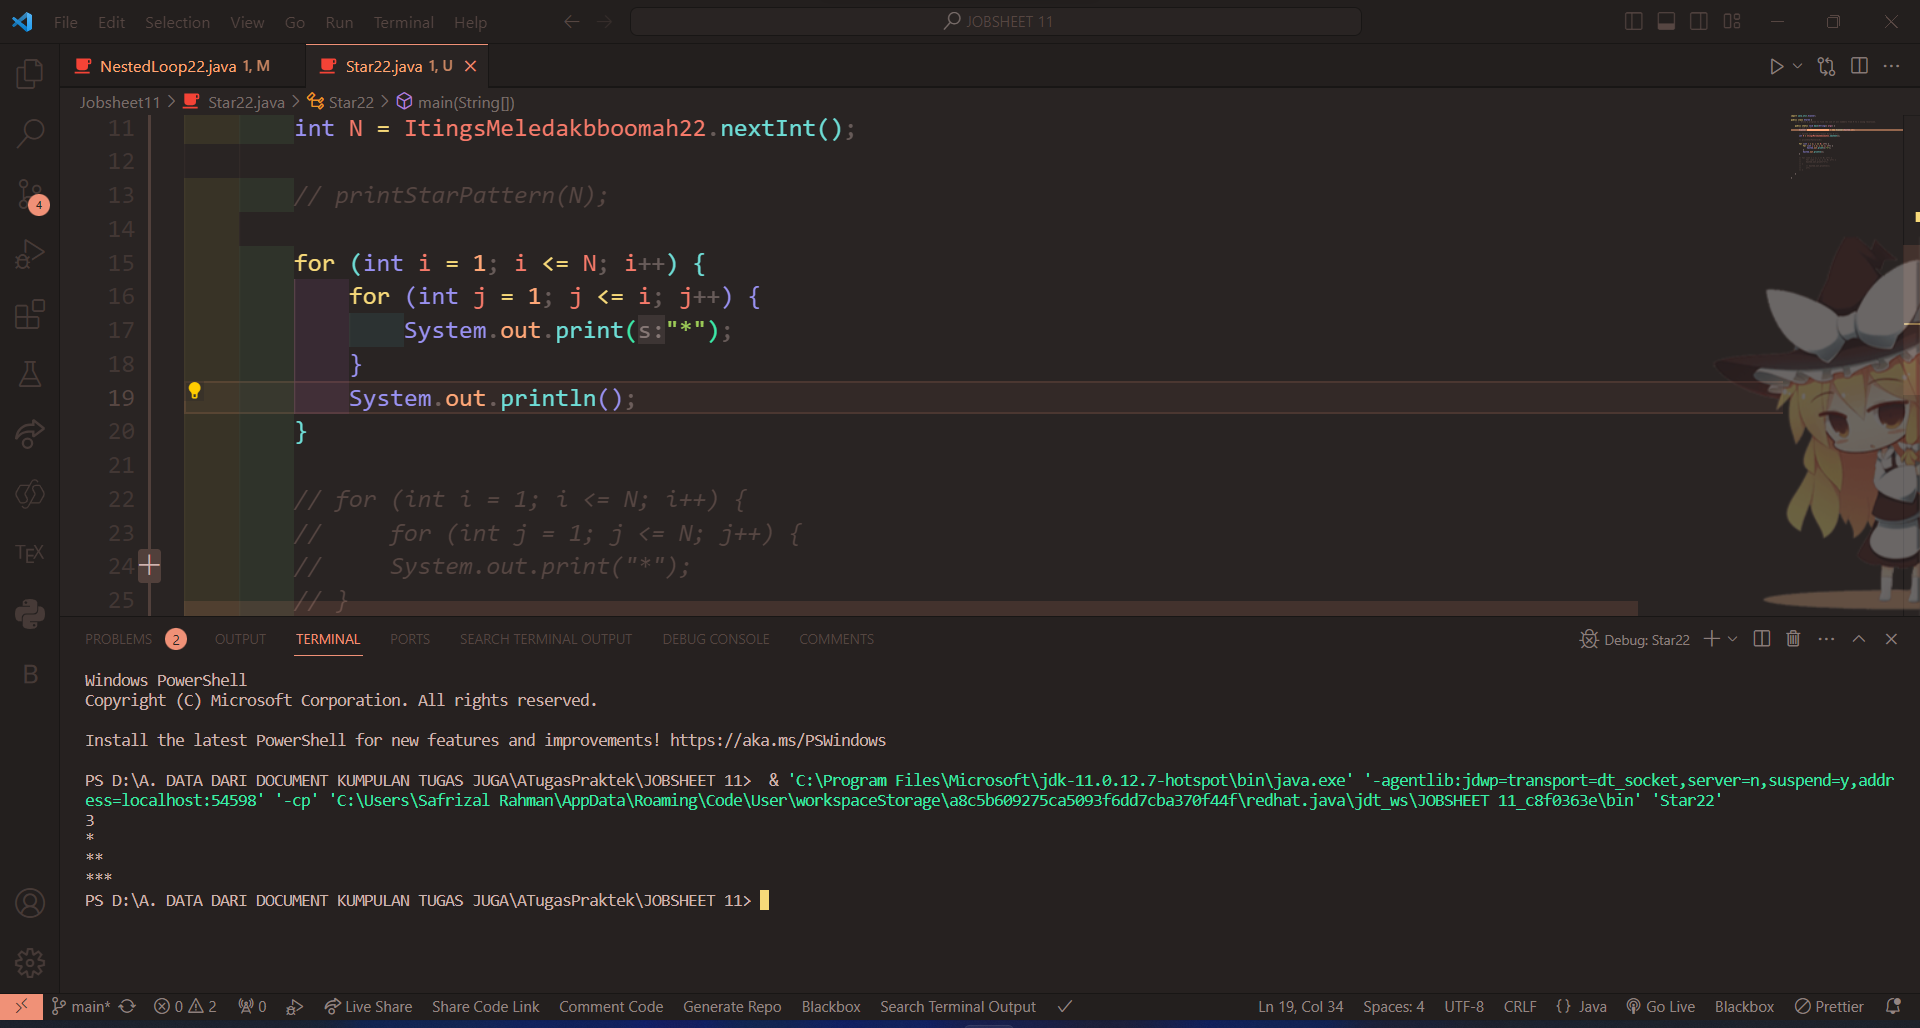 File Edit Selection View Go Run Terminal Help
JOBSHEET 11
NestedLoop22.java 1, M
Star22.java 1, U
Jobsheet11 > Star22.java > Star22 > main(String[])
11 int N = ItingsMeledakbboomah22.nextInt();
12
13 // printStarPattern(N);
14
15 for (int i = 1; i <= N; i++) {
16 for (int j = 1; j <= i; j++) {
17 System.out.print(s:"*");
18 }
19 System.out.println();
20 }
21
22 // for (int i = 1; i <= N; i++) {
23 // for (int j = 1; j <= N; j++) {
24 // System.out.print("*");
25 // }
4
TEX
B
PROBLEMS 2 OUTPUT TERMINAL PORTS SEARCH TERMINAL OUTPUT DEBUG CONSOLE COMMENTS
Debug: Star22
Windows PowerShell
Copyright (C) Microsoft Corporation. All rights reserved.
Install the latest PowerShell for new features and improvements! https://aka.ms/PSWindows
PS D:\A. DATA DARI DOCUMENT KUMPULAN TUGAS JUGA\ATugasPraktek\JOBSHEET 11>  & 'C:\Program Files\Microsoft\jdk-11.0.12.7-hotspot\bin\java.exe' '-agentlib:jdwp=transport=dt_socket,server=n,suspend=y,addr
ess=localhost:54598' '-cp' 'C:\Users\Safrizal Rahman\AppData\Roaming\Code\User\workspaceStorage\a8c5b609275ca5093f6dd7cba370f44f\redhat.java\jdt_ws\JOBSHEET 11_c8f0363e\bin' 'Star22'
3
*
**
***
PS D:\A. DATA DARI DOCUMENT KUMPULAN TUGAS JUGA\ATugasPraktek\JOBSHEET 11>
main* 0 2 0 Live Share Share Code Link Comment Code Generate Repo Blackbox Search Terminal Output Ln 19, Col 34 Spaces: 4 UTF-8 CRLF {} Java Go Live Blackbox Prettier